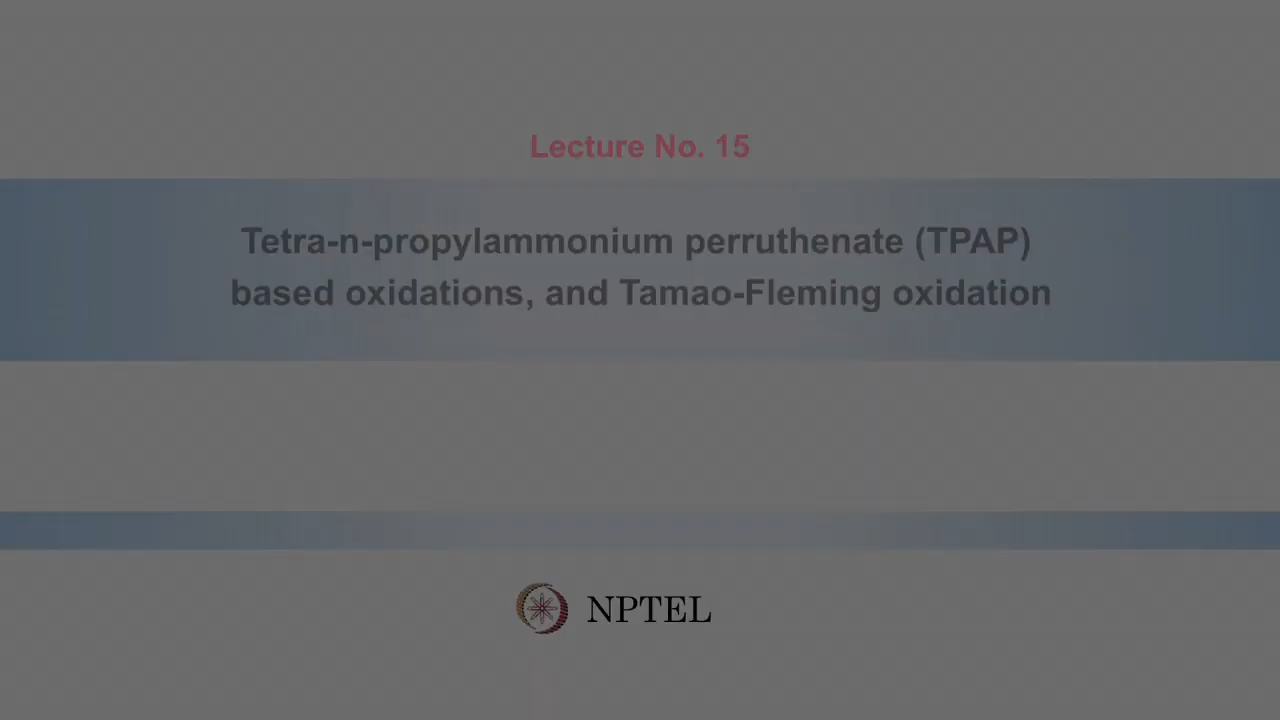 Lecture No. 15
Tetra-n-propylammonium perruthenate (TPAP)
based oxidations, and Tamao-Fleming oxidation
NPTEL